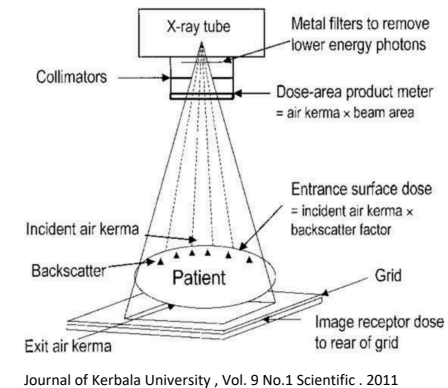 X-ray tube
Metal filters to remove
lower energy photons
Collimators
Dose-area product meter
= air kerma × beam area
Entrance surface dose
= incident air kerma ×
backscatter factor
Incident air kerma
Backscatter
Patient
Grid
Image receptor dose
to rear of grid
Exit air kerma
Journal of Kerbala University , Vol. 9 No.1 Scientific . 2011